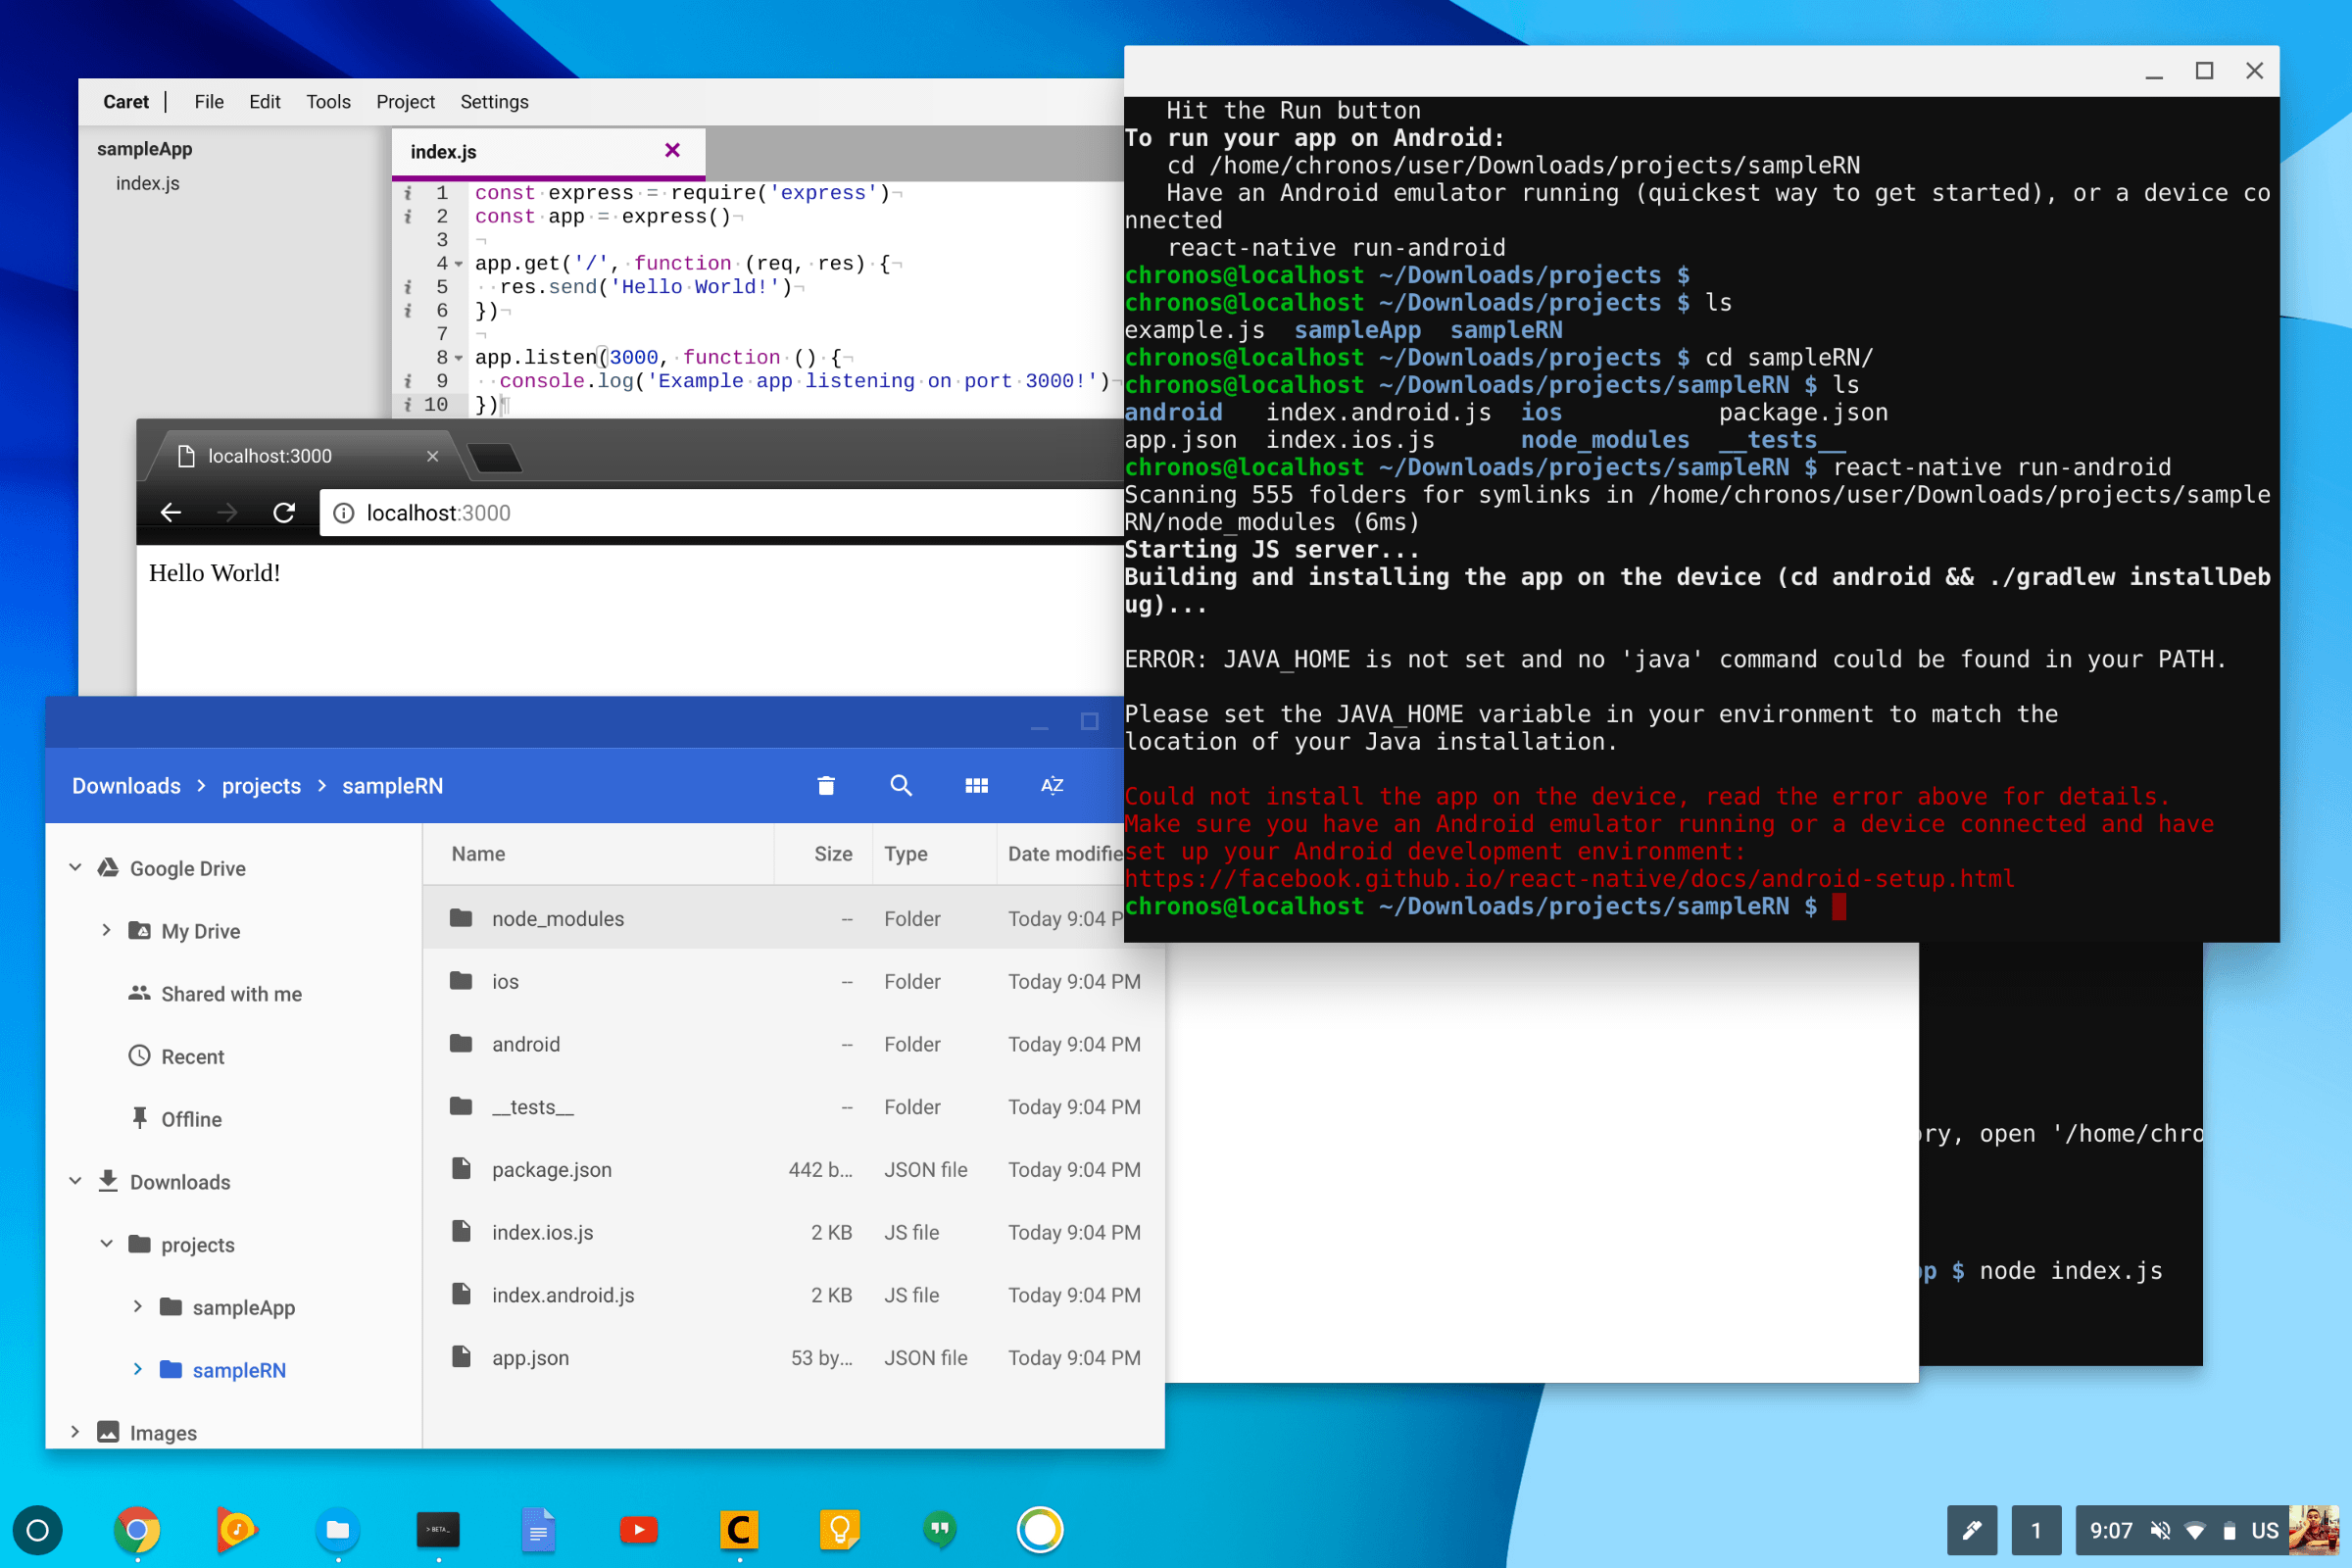 Caret | File Edit Tools Project Settings
sampleApp
index.js
index.js
1 const express = require('express')
2 const app = express()
3
4 app.get('/', function (req, res) {
5 res.send('Hello World!')
6 })
7
8 app.listen(3000, function () {
9 console.log('Example app listening on port 3000!')
10 })
localhost:3000
localhost:3000
Hello World!
Hit the Run button
To run your app on Android:
cd /home/chronos/user/Downloads/projects/sampleRN
Have an Android emulator running (quickest way to get started), or a device co
nnected
react-native run-android
chronos@localhost ~/Downloads/projects $
chronos@localhost ~/Downloads/projects $ ls
example.js sampleApp sampleRN
chronos@localhost ~/Downloads/projects $ cd sampleRN/
chronos@localhost ~/Downloads/projects/sampleRN $ ls
android index.android.js ios package.json
app.json index.ios.js node_modules __tests__
chronos@localhost ~/Downloads/projects/sampleRN $ react-native run-android
Scanning 555 folders for symlinks in /home/chronos/user/Downloads/projects/sample
RN/node_modules (6ms)
Starting JS server...
Building and installing the app on the device (cd android && ./gradlew installDeb
ug)...
ERROR: JAVA_HOME is not set and no 'java' command could be found in your PATH.
Please set the JAVA_HOME variable in your environment to match the
location of your Java installation.
Could not install the app on the device, read the error above for details.
Make sure you have an Android emulator running or a device connected and have
set up your Android development environment:
https://facebook.github.io/react-native/docs/android-setup.html
chronos@localhost ~/Downloads/projects/sampleRN $
Downloads > projects > sampleRN
AZ
Google Drive
My Drive
Shared with me
Recent
Offline
Downloads
projects
sampleApp
sampleRN
Images
Name Size Type Date modifie
node_modules -- Folder Today 9:04 P
ios -- Folder Today 9:04 PM
android -- Folder Today 9:04 PM
__tests__ -- Folder Today 9:04 PM
package.json 442 b... JSON file Today 9:04 PM
index.ios.js 2 KB JS file Today 9:04 PM
index.android.js 2 KB JS file Today 9:04 PM
app.json 53 by... JSON file Today 9:04 PM
ory, open '/home/chro
pp $ node index.js
>BETA_
C
1
9:07 US